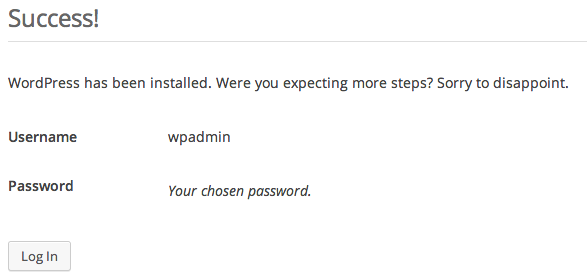 Success!
WordPress has been installed. Were you expecting more steps? Sorry to disappoint.
Username wpadmin
Password Your chosen password.
Log In